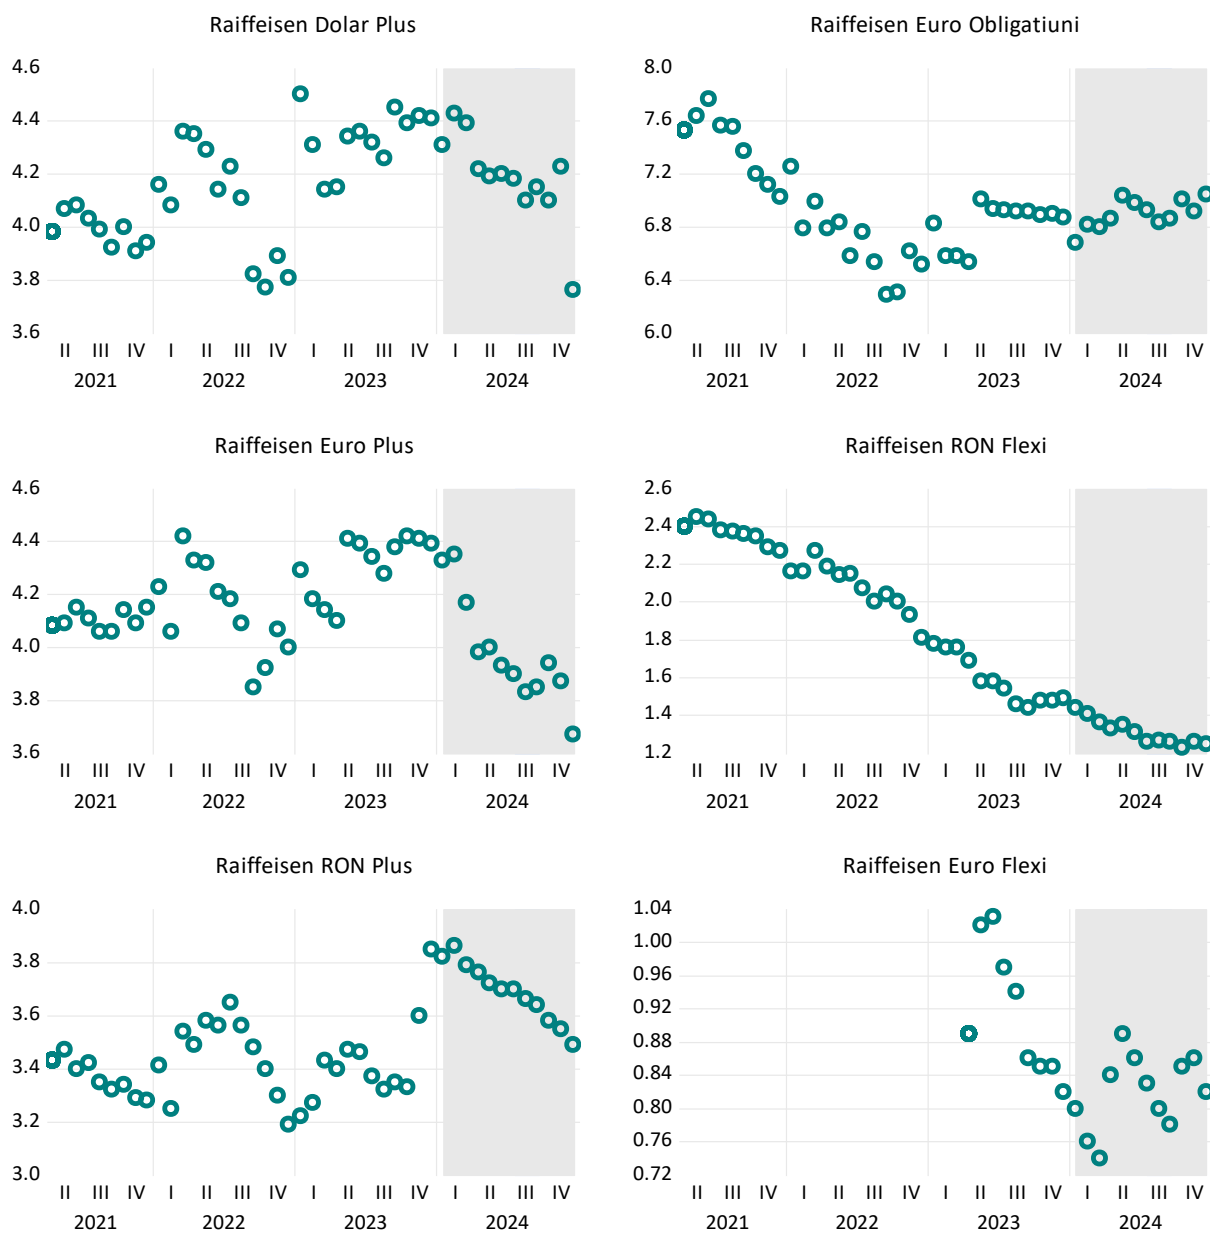 Raiffeisen Dolar Plus
4.6
4.4
4.2
4.0
3.8
3.6
II III IV I II III IV I II III IV I II III IV
2021 2022 2023 2024
Raiffeisen Euro Obligatiuni
8.0
7.6
7.2
6.8
6.4
6.0
II III IV I II III IV I II III IV I II III IV
2021 2022 2023 2024
Raiffeisen Euro Plus
4.6
4.4
4.2
4.0
3.8
3.6
II III IV I II III IV I II III IV I II III IV
2021 2022 2023 2024
Raiffeisen RON Flexi
2.6
2.4
2.2
2.0
1.8
1.6
1.4
1.2
II III IV I II III IV I II III IV I II III IV
2021 2022 2023 2024
Raiffeisen RON Plus
4.0
3.8
3.6
3.4
3.2
3.0
II III IV I II III IV I II III IV I II III IV
2021 2022 2023 2024
Raiffeisen Euro Flexi
1.04
1.00
0.96
0.92
0.88
0.84
0.80
0.76
0.72
II III IV I II III IV I II III IV I II III IV
2021 2022 2023 2024